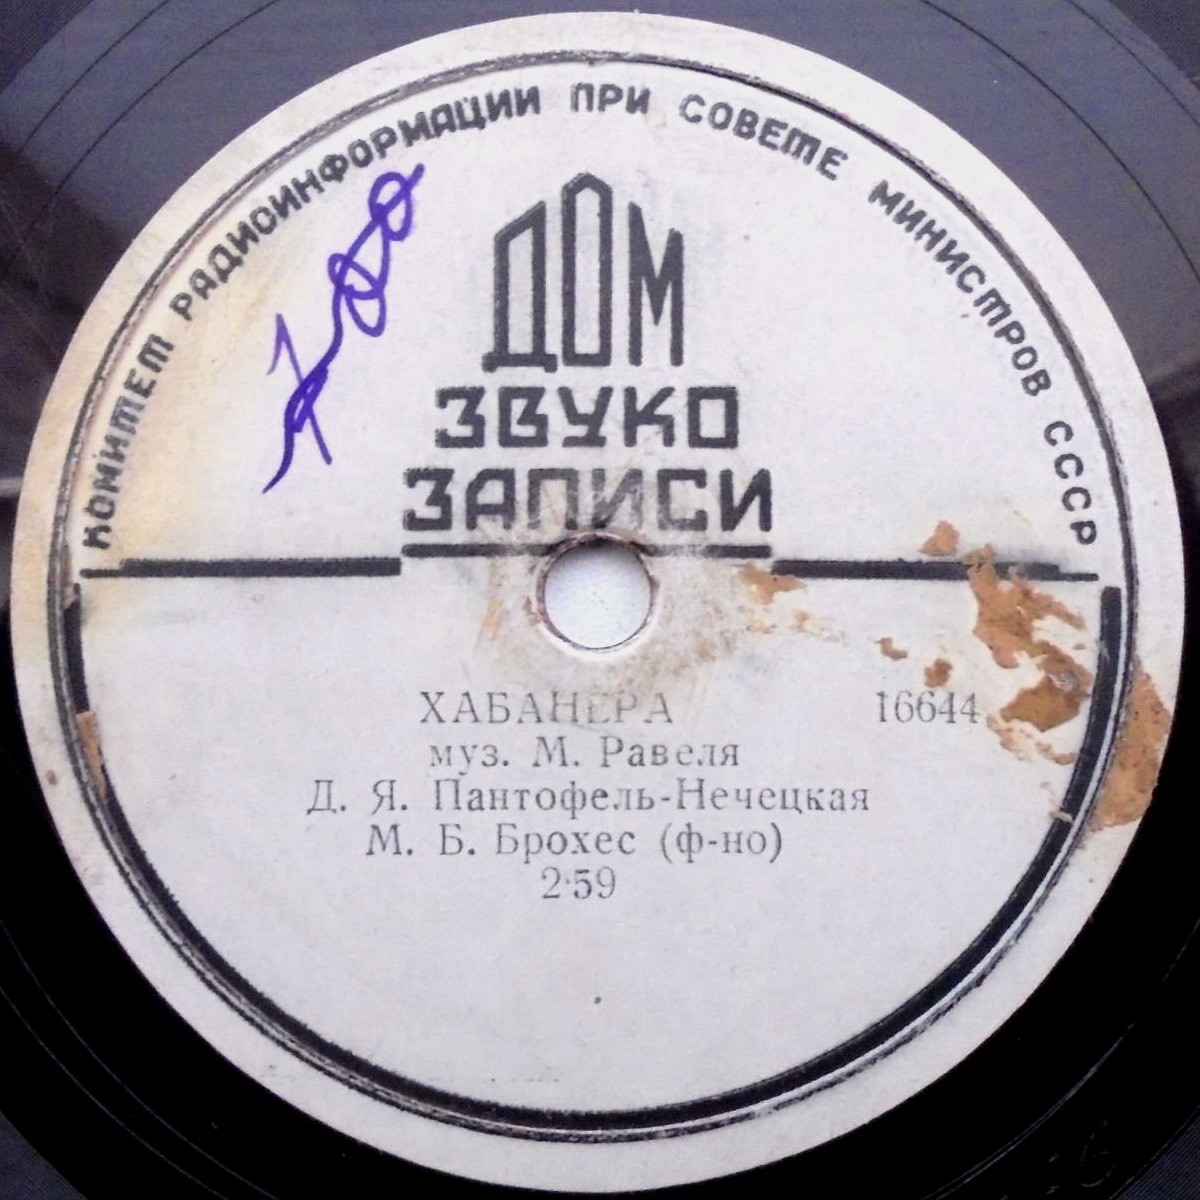 КОМИТЕТ РАДИОИНФОРМАЦИИ ПРИ СОВЕТЕ МИНИСТРОВ СССР
ДОМ
ЗВУКО
ЗАПИСИ
ХАБАНЕРА 16644
муз. М. Равеля
Д. Я. Пантофель-Нечецкая
М. Б. Брохес (ф-но)
2·59